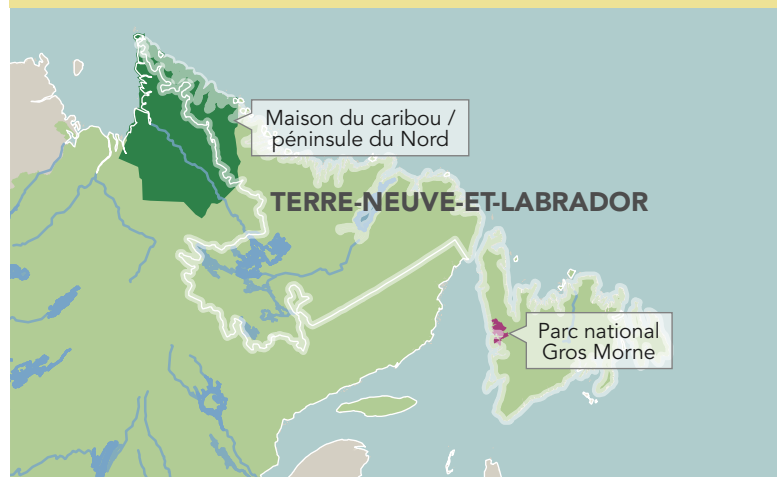 Maison du caribou /
péninsule du Nord
TERRE-NEUVE-ET-LABRADOR
Parc national
Gros Morne